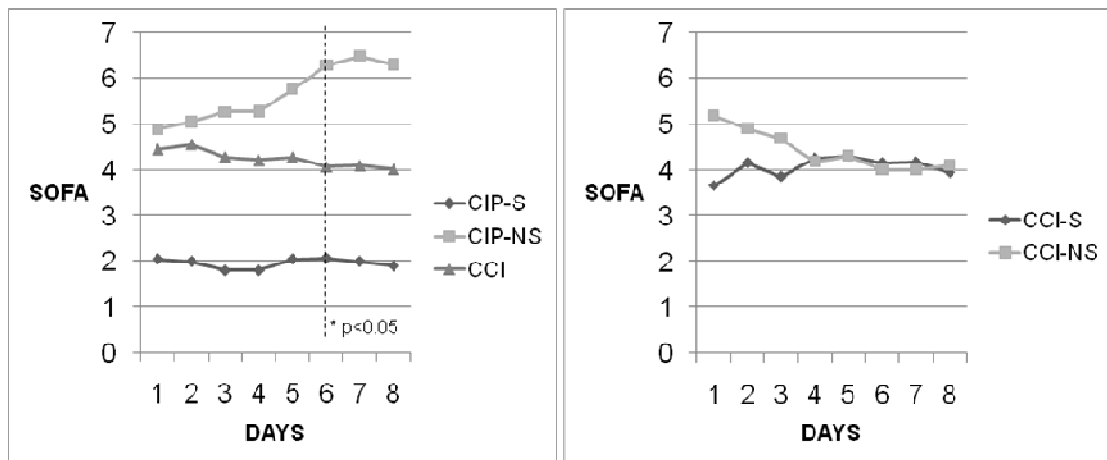 7
6
5
4
3
2
1
0
SOFA
1 2 3 4 5 6 7 8
DAYS
* p<0.05
CIP-S
CIP-NS
CCI
7
6
5
4
3
2
1
0
SOFA
1 2 3 4 5 6 7 8
DAYS
CCI-S
CCI-NS